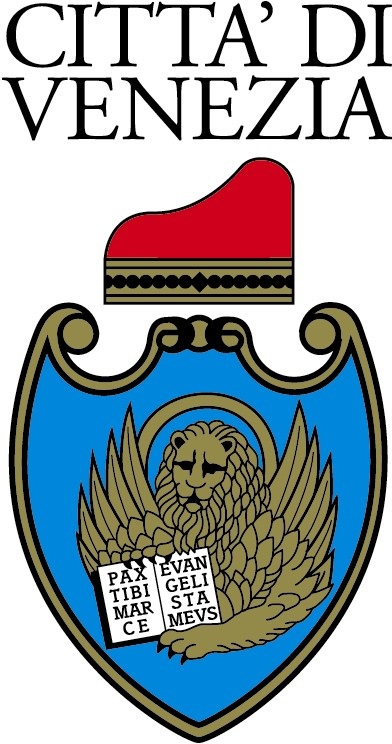 CITTA' DI
VENEZIA
PAX
TIBI
MAR
CE
EVAN
GELI
STA
MEVS